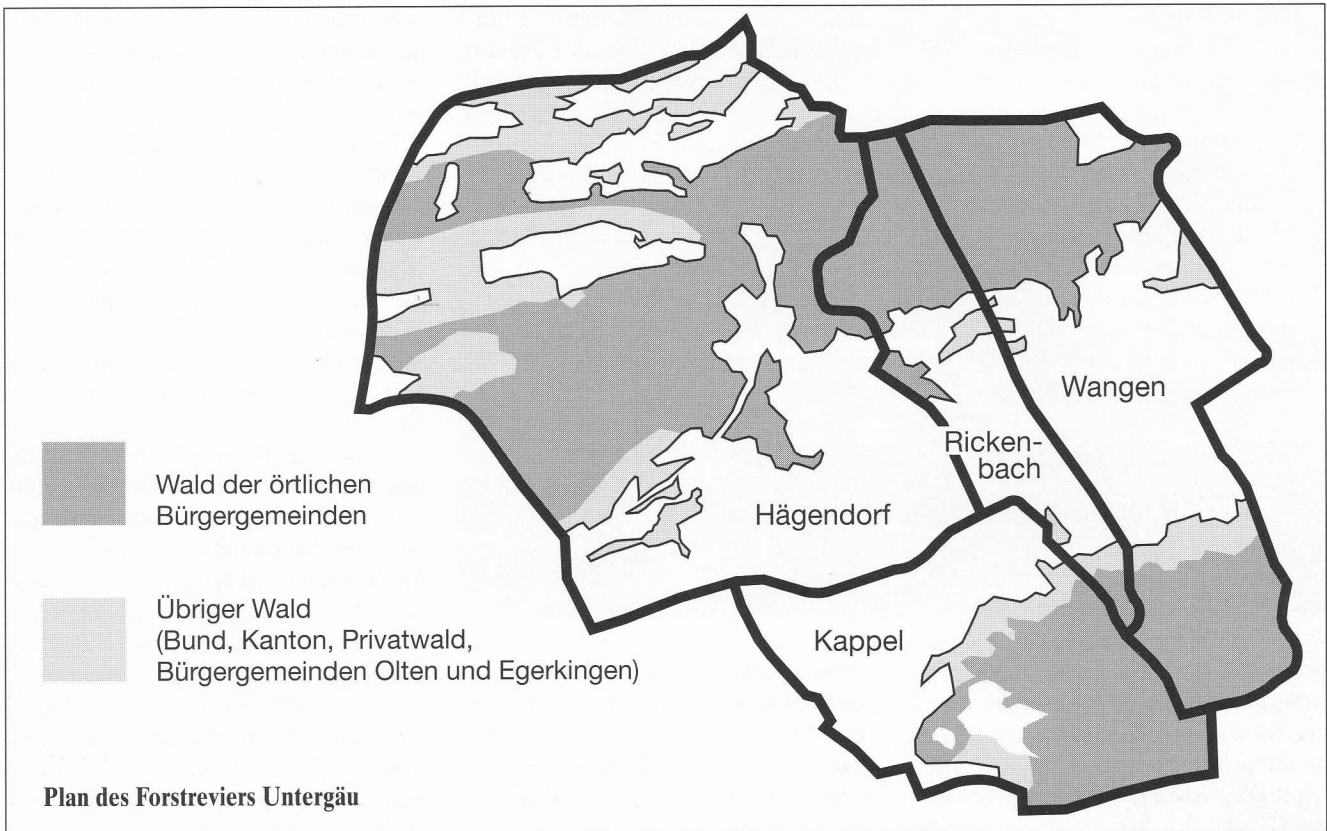 Wangen
Ricken-
bach
Hägendorf
Kappel
Wald der örtlichen
Bürgergemeinden
Übriger Wald
(Bund, Kanton, Privatwald,
Bürgergemeinden Olten und Egerkingen)
Plan des Forstreviers Untergäu